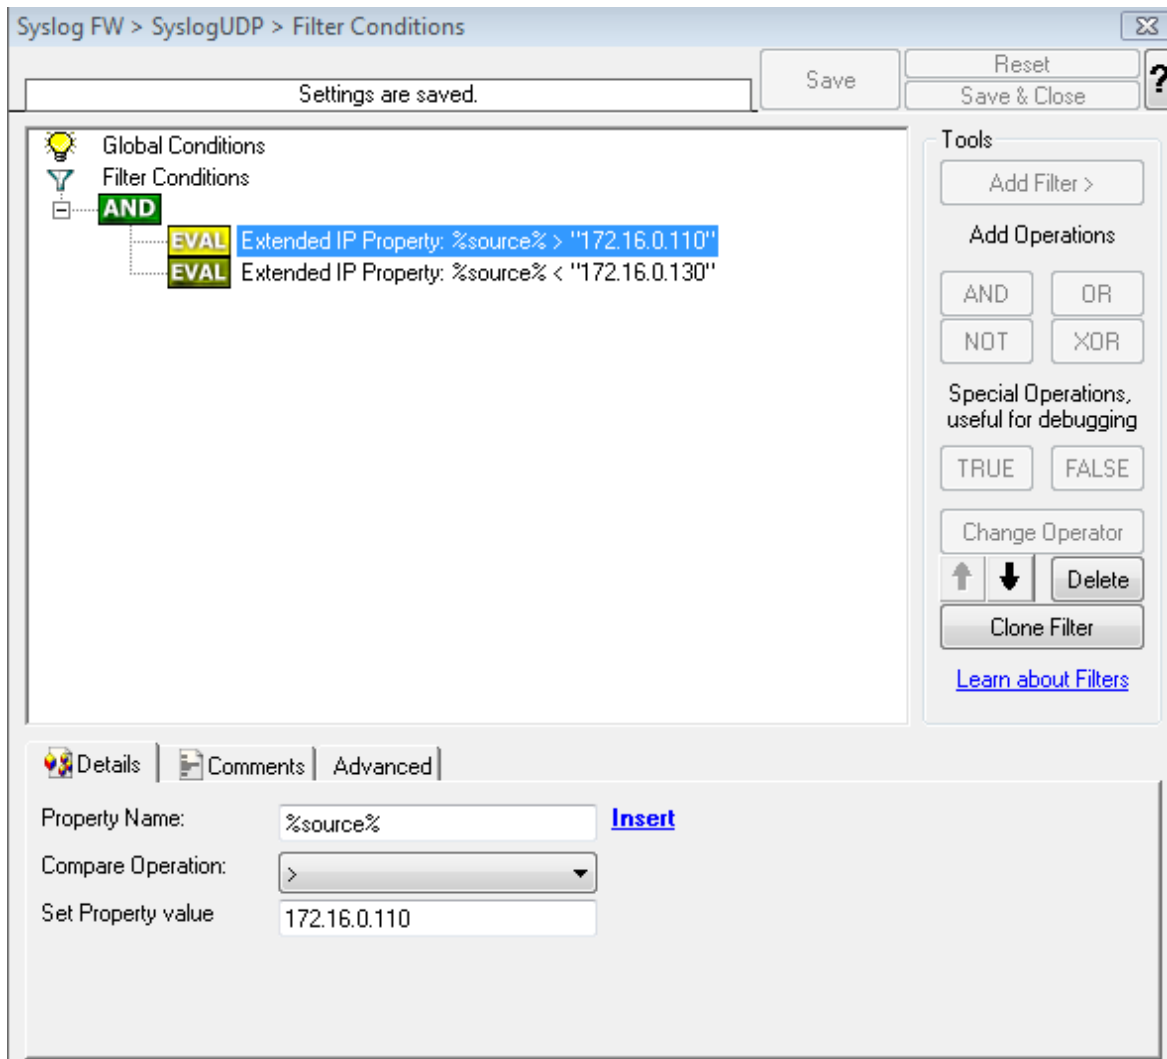 Syslog FW > SyslogUDP > Filter Conditions
Settings are saved.
Save
Reset
Save & Close
?
Global Conditions
Filter Conditions
AND
EVAL Extended IP Property: %source% > "172.16.0.110"
EVAL Extended IP Property: %source% < "172.16.0.130"
Tools
Add Filter >
Add Operations
AND OR
NOT XOR
Special Operations,
useful for debugging
TRUE FALSE
Change Operator
Delete
Clone Filter
Learn about Filters
Details Comments Advanced
Property Name: %source% Insert
Compare Operation: >
Set Property value 172.16.0.110